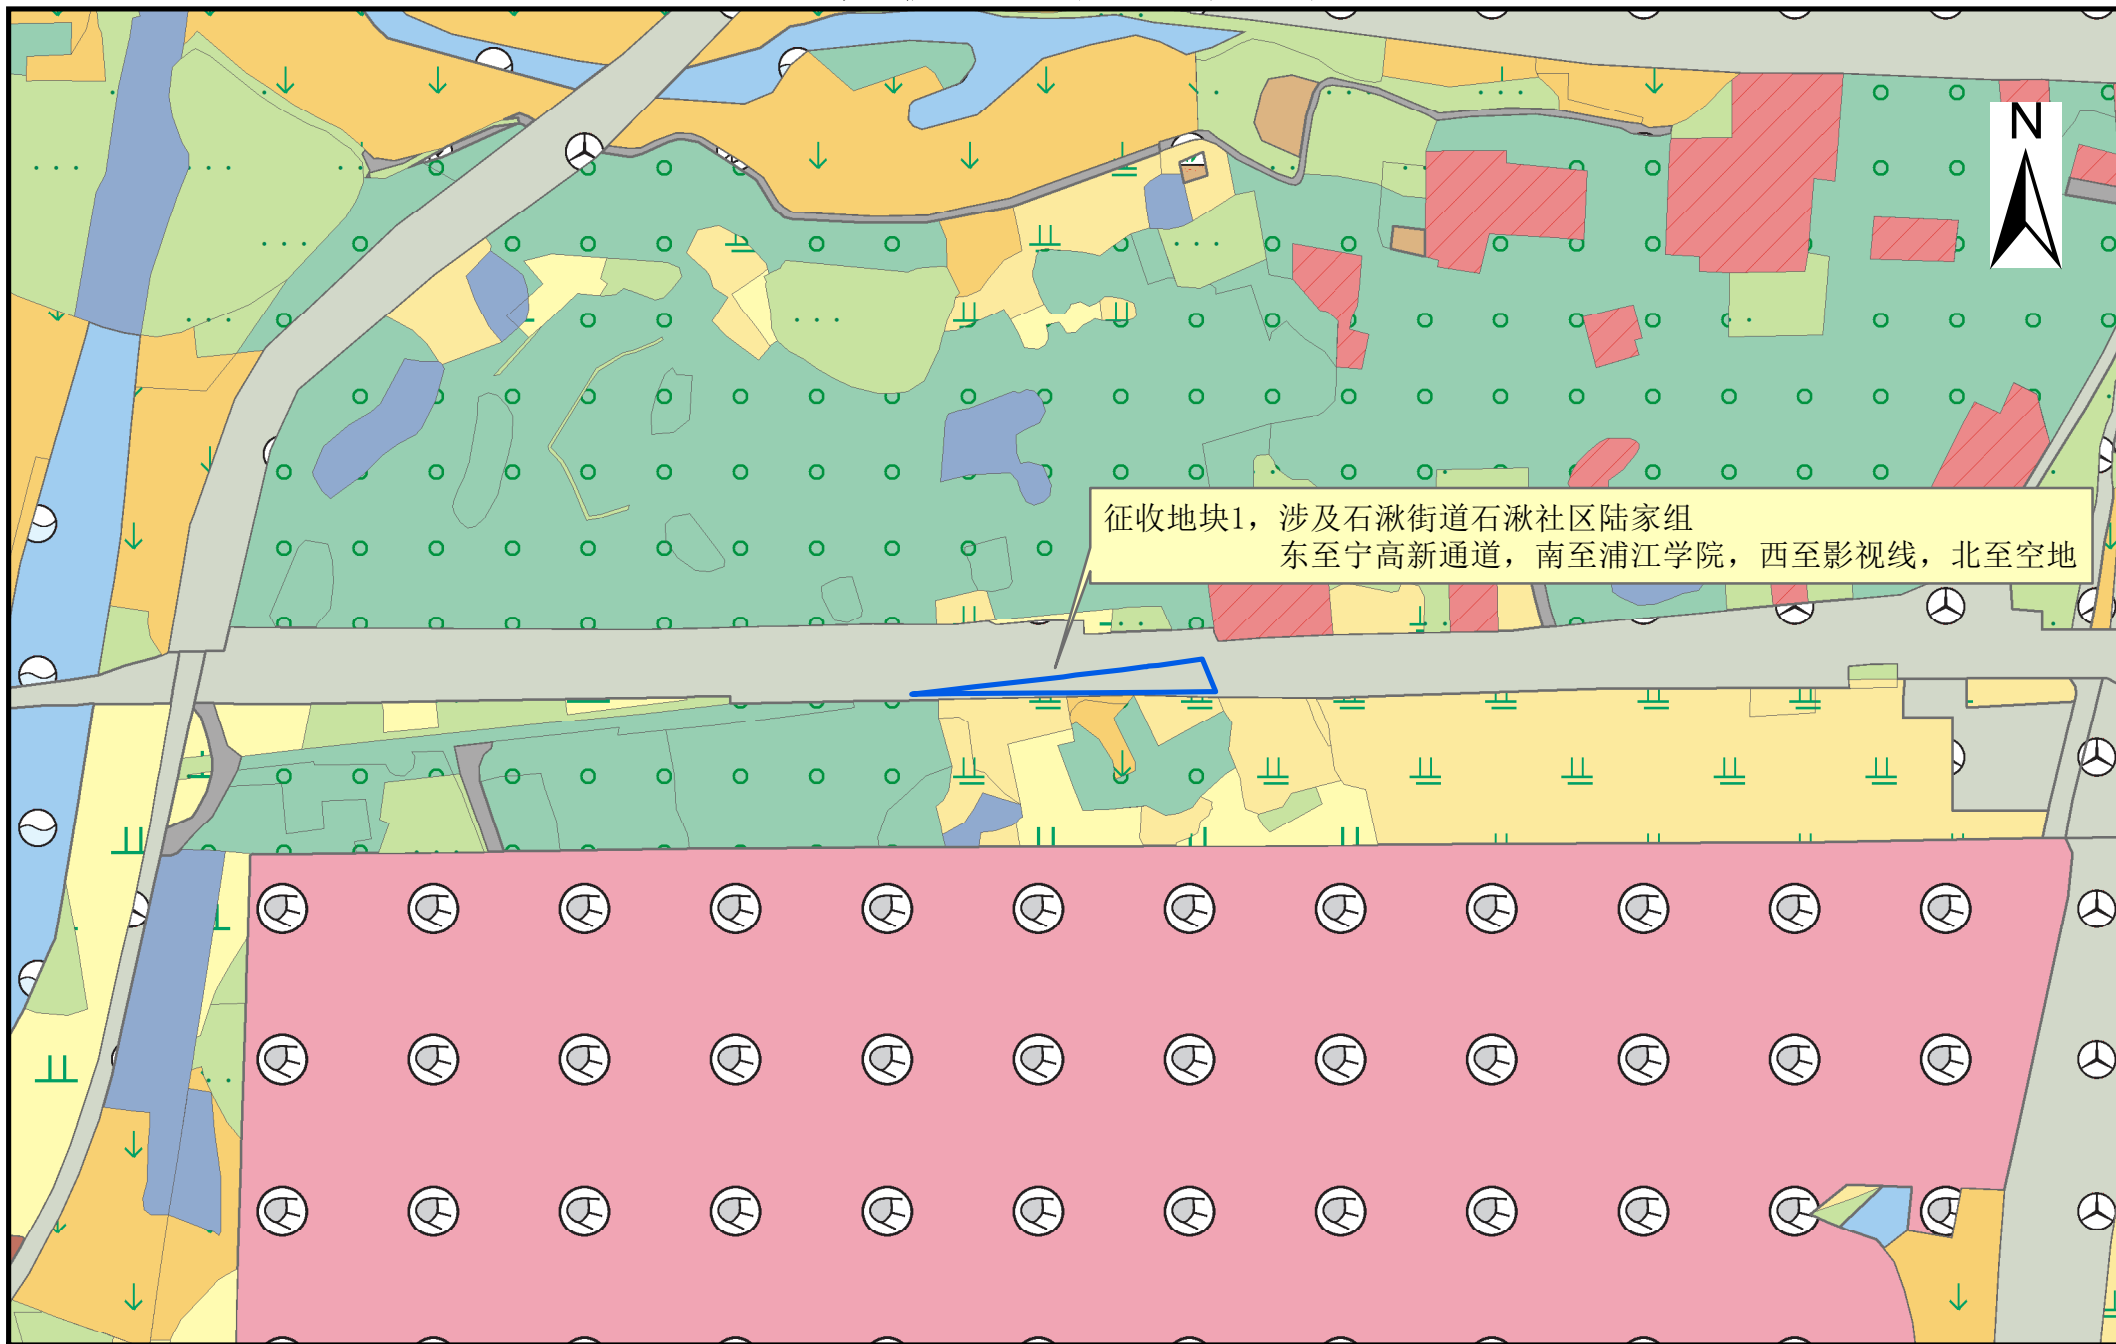 N
征收地块1，涉及石湫街道石湫社区陆家组
东至宁高新通道，南至浦江学院，西至影视线，北至空地